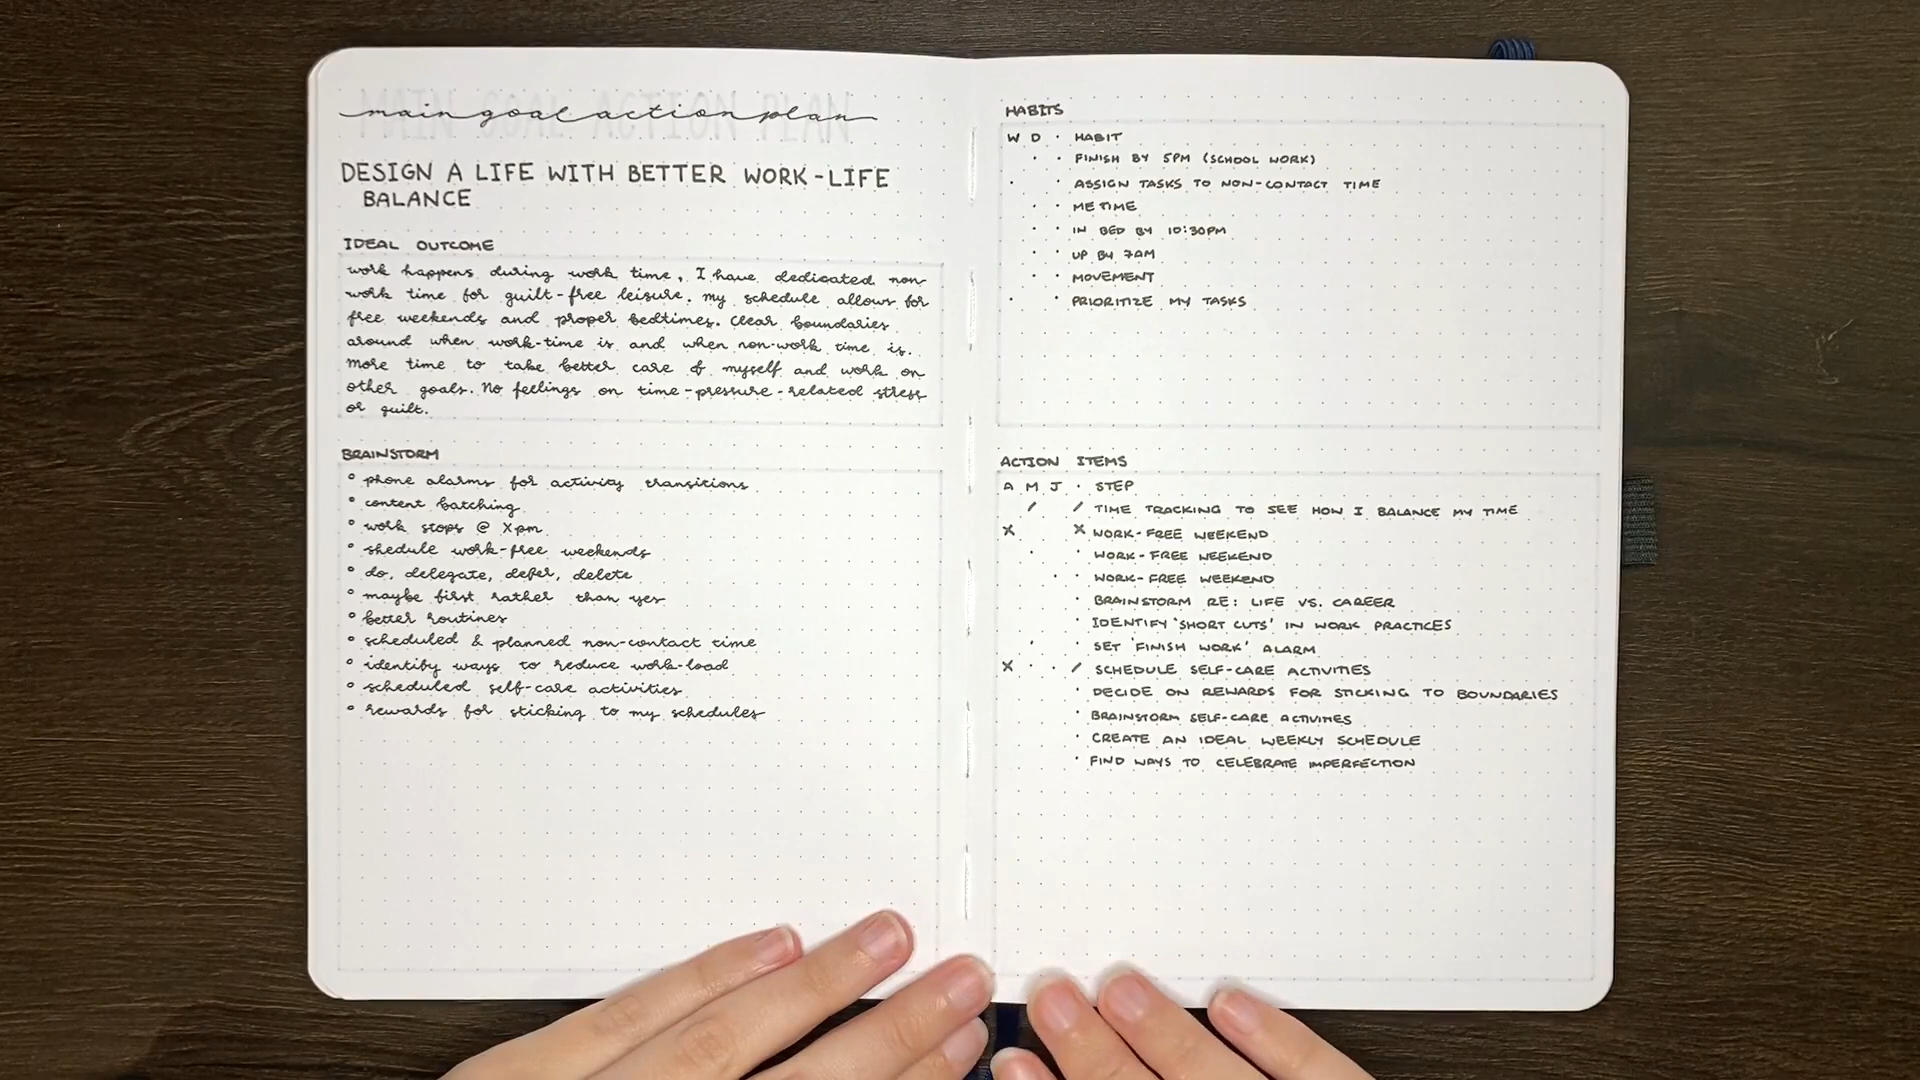 main goal action plan
DESIGN A LIFE WITH BETTER WORK-LIFE
BALANCE
IDEAL OUTCOME
work happens during work time, I have dedicated non-
work time for guilt-free leisure. my schedule allows for
free weekends and proper bedtimes. Clear boundaries
around when work-time is and when non-work time is.
More time to take better care of myself and work on
other goals. No feelings on time-pressure-related stress
or guilt.
BRAINSTORM
° phone alarms for activity transitions
° content batching
° work stops @ Xpm
° shedule work-free weekends
° do, delegate, defer, delete
° maybe first rather than yes
° better routines
° scheduled & planned non-contact time
° identify ways to reduce work-load
° scheduled self-care activities
° rewards for sticking to my schedules
HABITS
W D · HABIT
· · FINISH BY 5PM (SCHOOL WORK)
· · ASSIGN TASKS TO NON-CONTACT TIME
· · ME TIME
· · IN BED BY 10:30PM
· · UP BY 7AM
· · MOVEMENT
· · PRIORITIZE MY TASKS
ACTION ITEMS
A M J · STEP
/ / TIME TRACKING TO SEE HOW I BALANCE MY TIME
X X WORK-FREE WEEKEND
· · WORK-FREE WEEKEND
· · WORK-FREE WEEKEND
· BRAINSTORM RE: LIFE VS. CAREER
· IDENTIFY 'SHORT CUTS' IN WORK PRACTICES
· · SET 'FINISH WORK' ALARM
X · · / SCHEDULE SELF-CARE ACTIVITIES
· DECIDE ON REWARDS FOR STICKING TO BOUNDARIES
· BRAINSTORM SELF-CARE ACTIVITIES
· CREATE AN IDEAL WEEKLY SCHEDULE
· FIND WAYS TO CELEBRATE IMPERFECTION